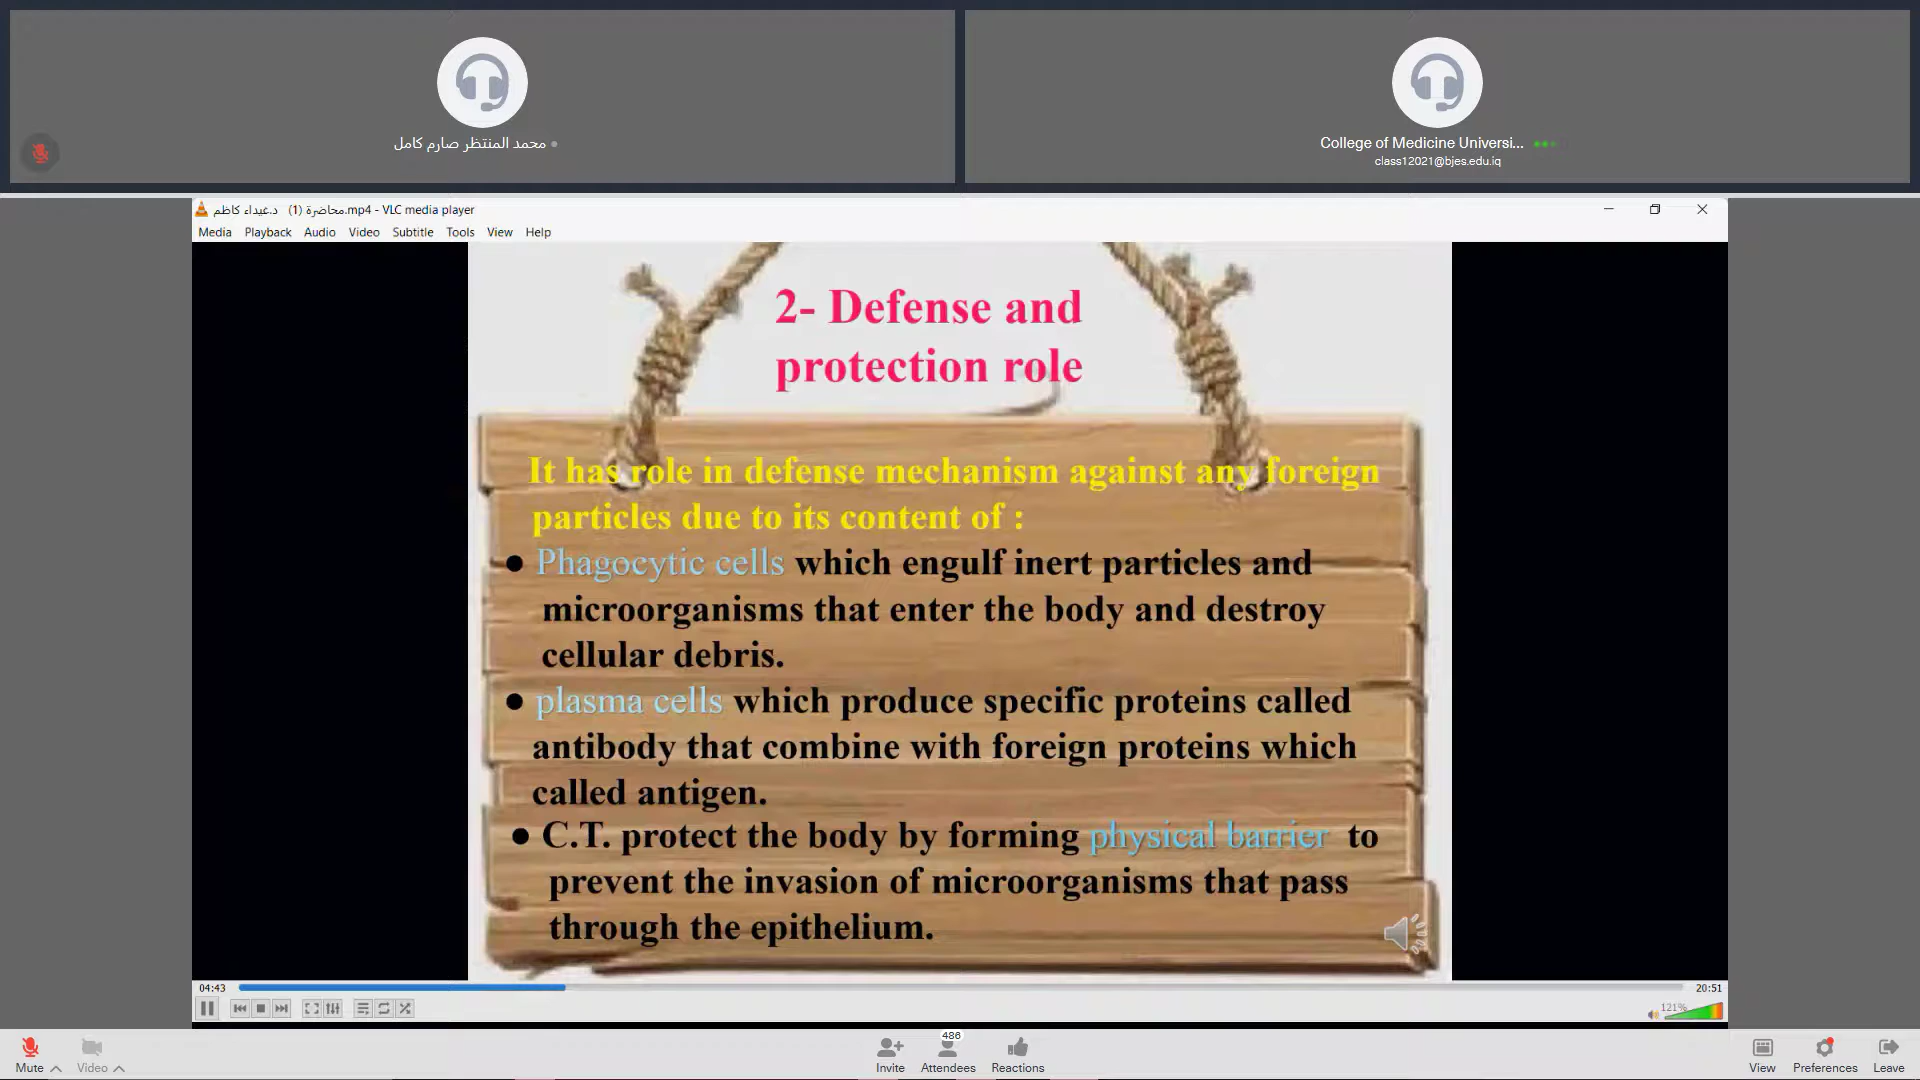 محمد المنتظر صارم كامل
College of Medicine Universi...
class12021@bjes.edu.iq
محاضرة (1) د.غيداء كاظم.mp4 - VLC media player
Media Playback Audio Video Subtitle Tools View Help
2- Defense and
protection role
It has role in defense mechanism against any foreign
particles due to its content of :
● Phagocytic cells which engulf inert particles and
microorganisms that enter the body and destroy
cellular debris.
● plasma cells which produce specific proteins called
antibody that combine with foreign proteins which
called antigen.
● C.T. protect the body by forming physical barrier to
prevent the invasion of microorganisms that pass
through the epithelium.
04:43
20:51
121%
486
Mute Video Invite Attendees Reactions View Preferences Leave